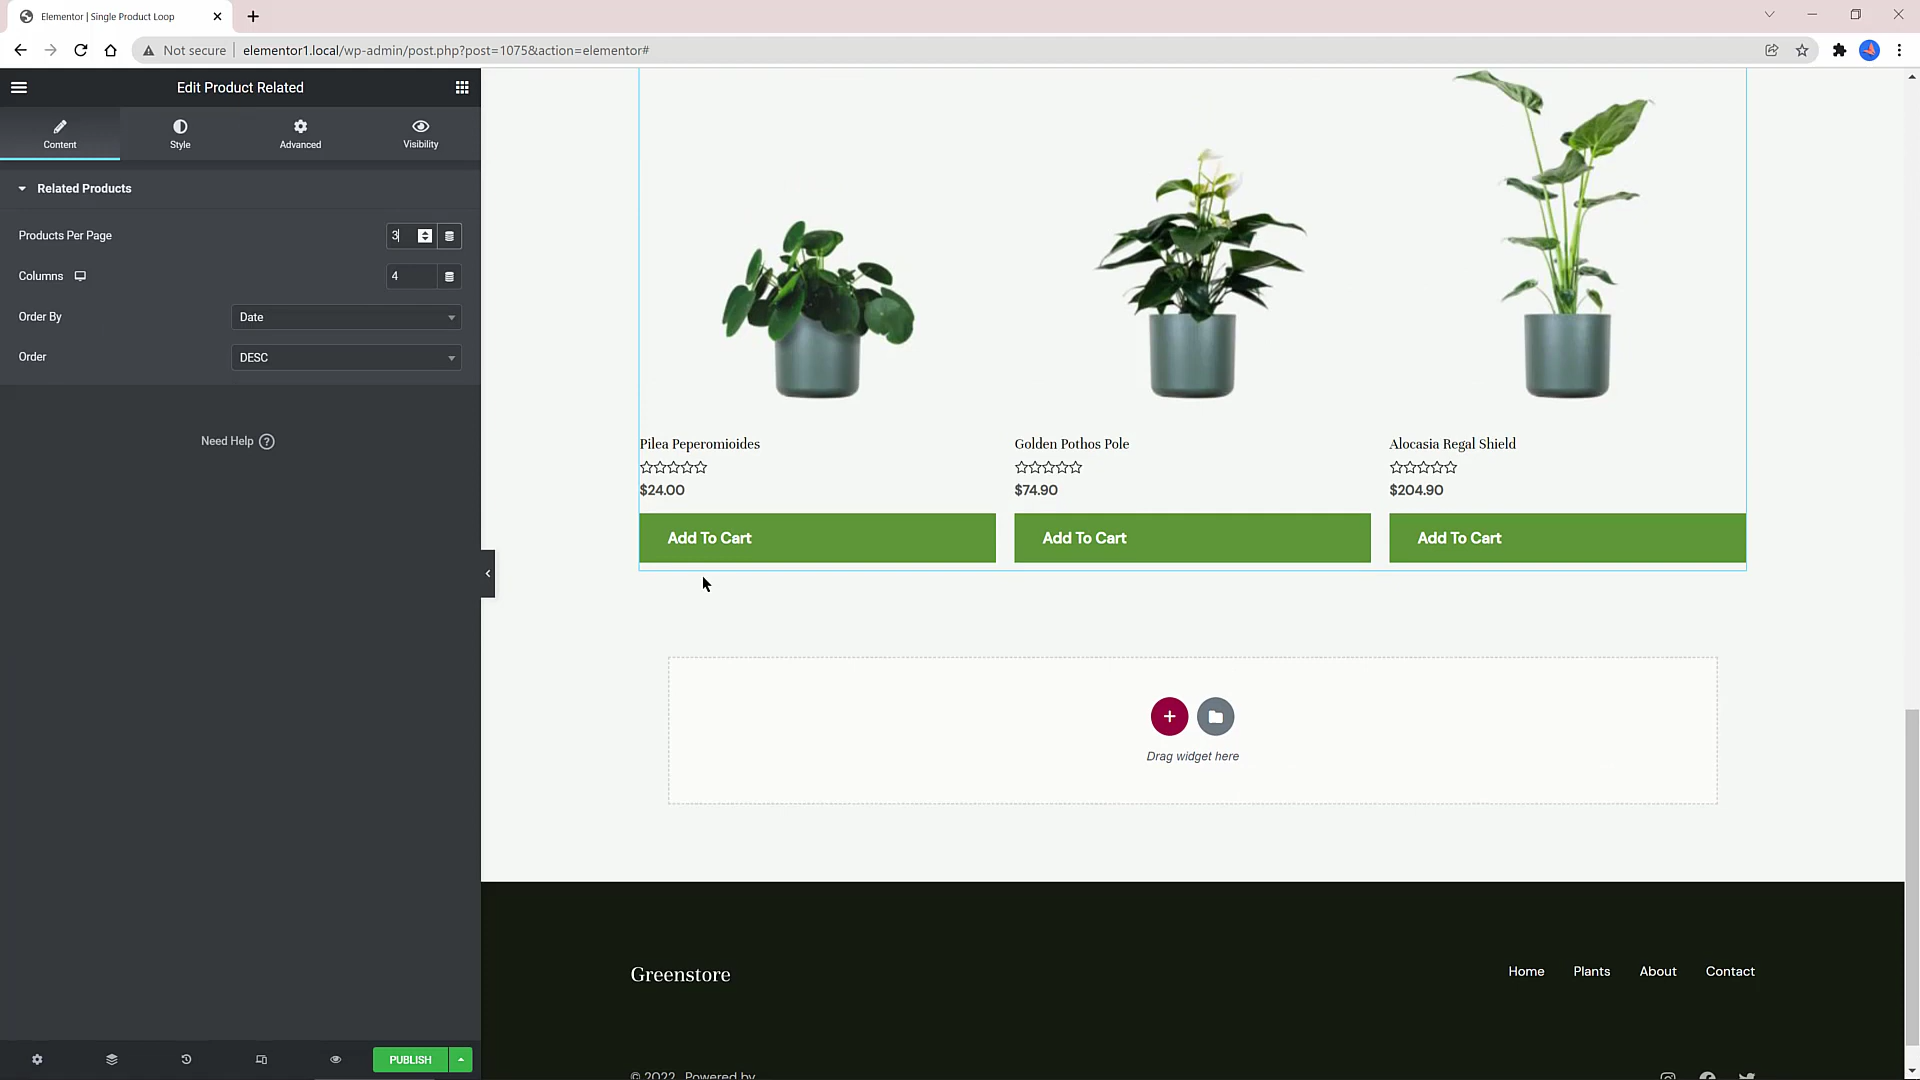 Elementor | Single Product Loop
Not secure
elementor1.local/wp-admin/post.php?post=1075&action=elementor#
Edit Product Related
Content
Style
Advanced
Visibility
Related Products
Products Per Page
3
Columns
4
Order By
Date
Order
DESC
Need Help ?
PUBLISH
Pilea Peperomioides
Golden Pothos Pole
Alocasia Regal Shield
$24.00
$74.90
$204.90
Add To Cart
Add To Cart
Add To Cart
Drag widget here
Greenstore
Home
Plants
About
Contact
© 2022 Powered by